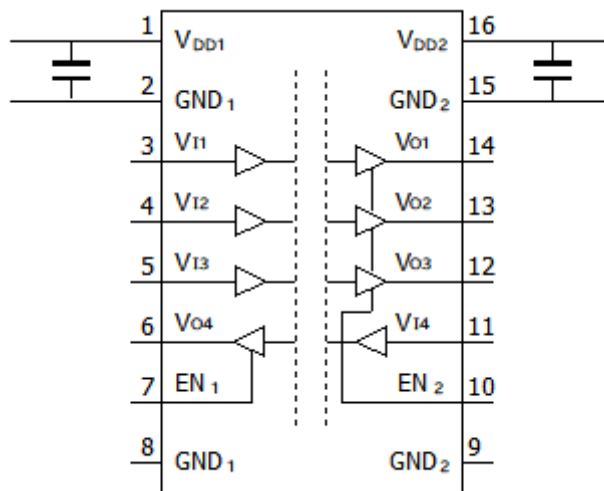 1 VDD1 VDD2 16
2 GND1 GND2 15
3 VI1 VO1 14
4 VI2 VO2 13
5 VI3 VO3 12
6 VO4 VI4 11
7 EN1 EN2 10
8 GND1 GND2 9